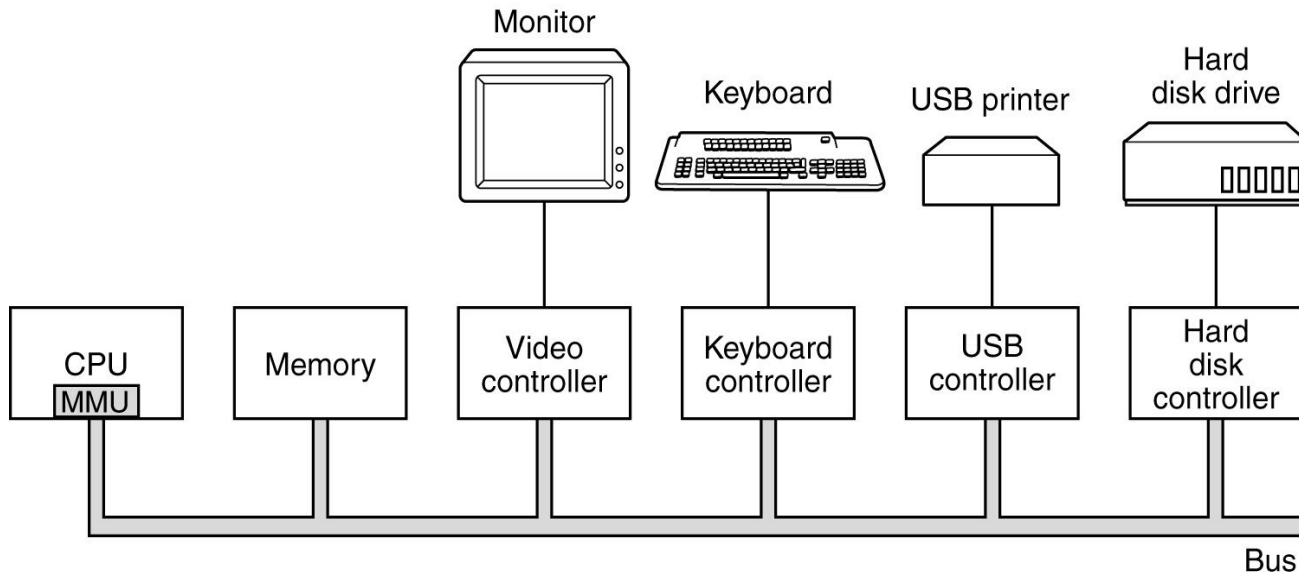 Monitor
Keyboard
USB printer
Hard
disk drive
CPU
MMU
Memory
Video
controller
Keyboard
controller
USB
controller
Hard
disk
controller
Bus